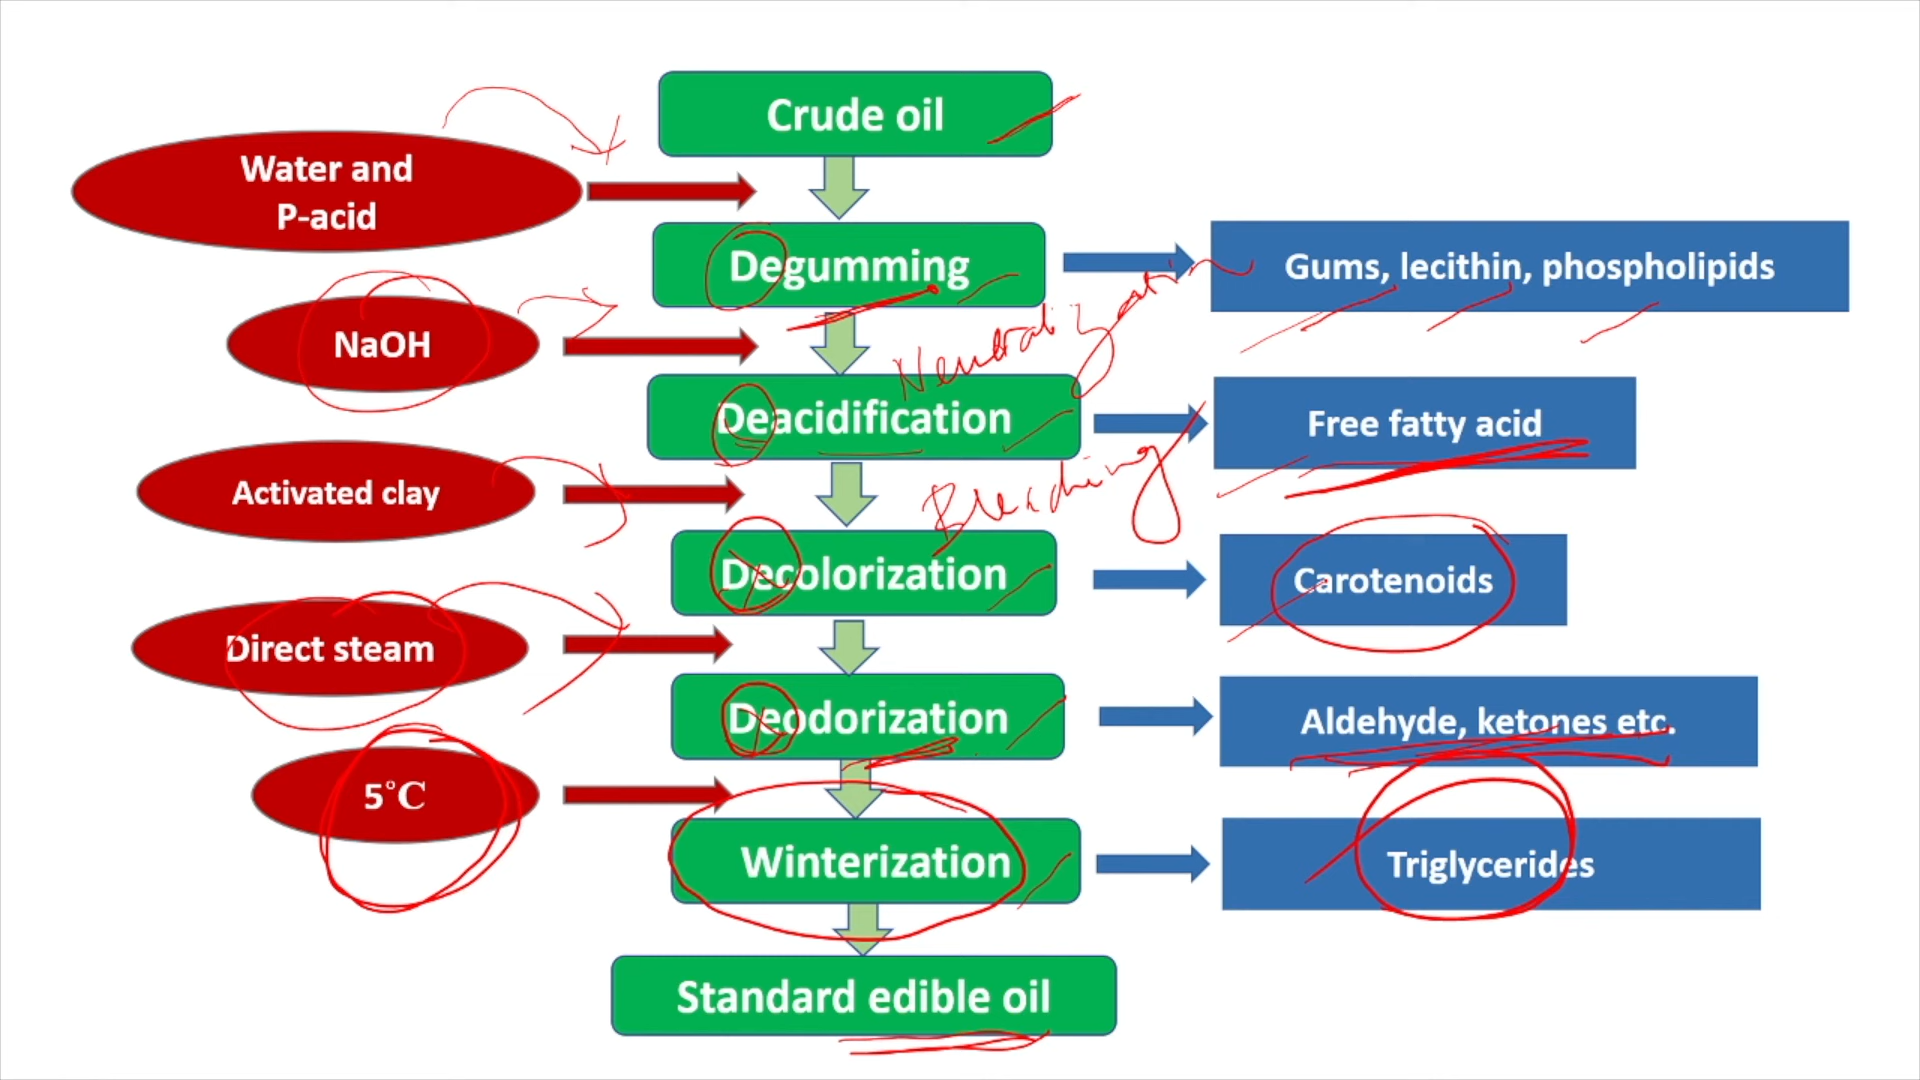 Crude oil
Water and
P-acid
Degumming
Gums, lecithin, phospholipids
NaOH
Neutralization
Deacidification
Free fatty acid
Activated clay
Bleaching
Decolorization
Carotenoids
Direct steam
Deodorization
Aldehyde, ketones etc.
5°C
Winterization
Triglycerides
Standard edible oil